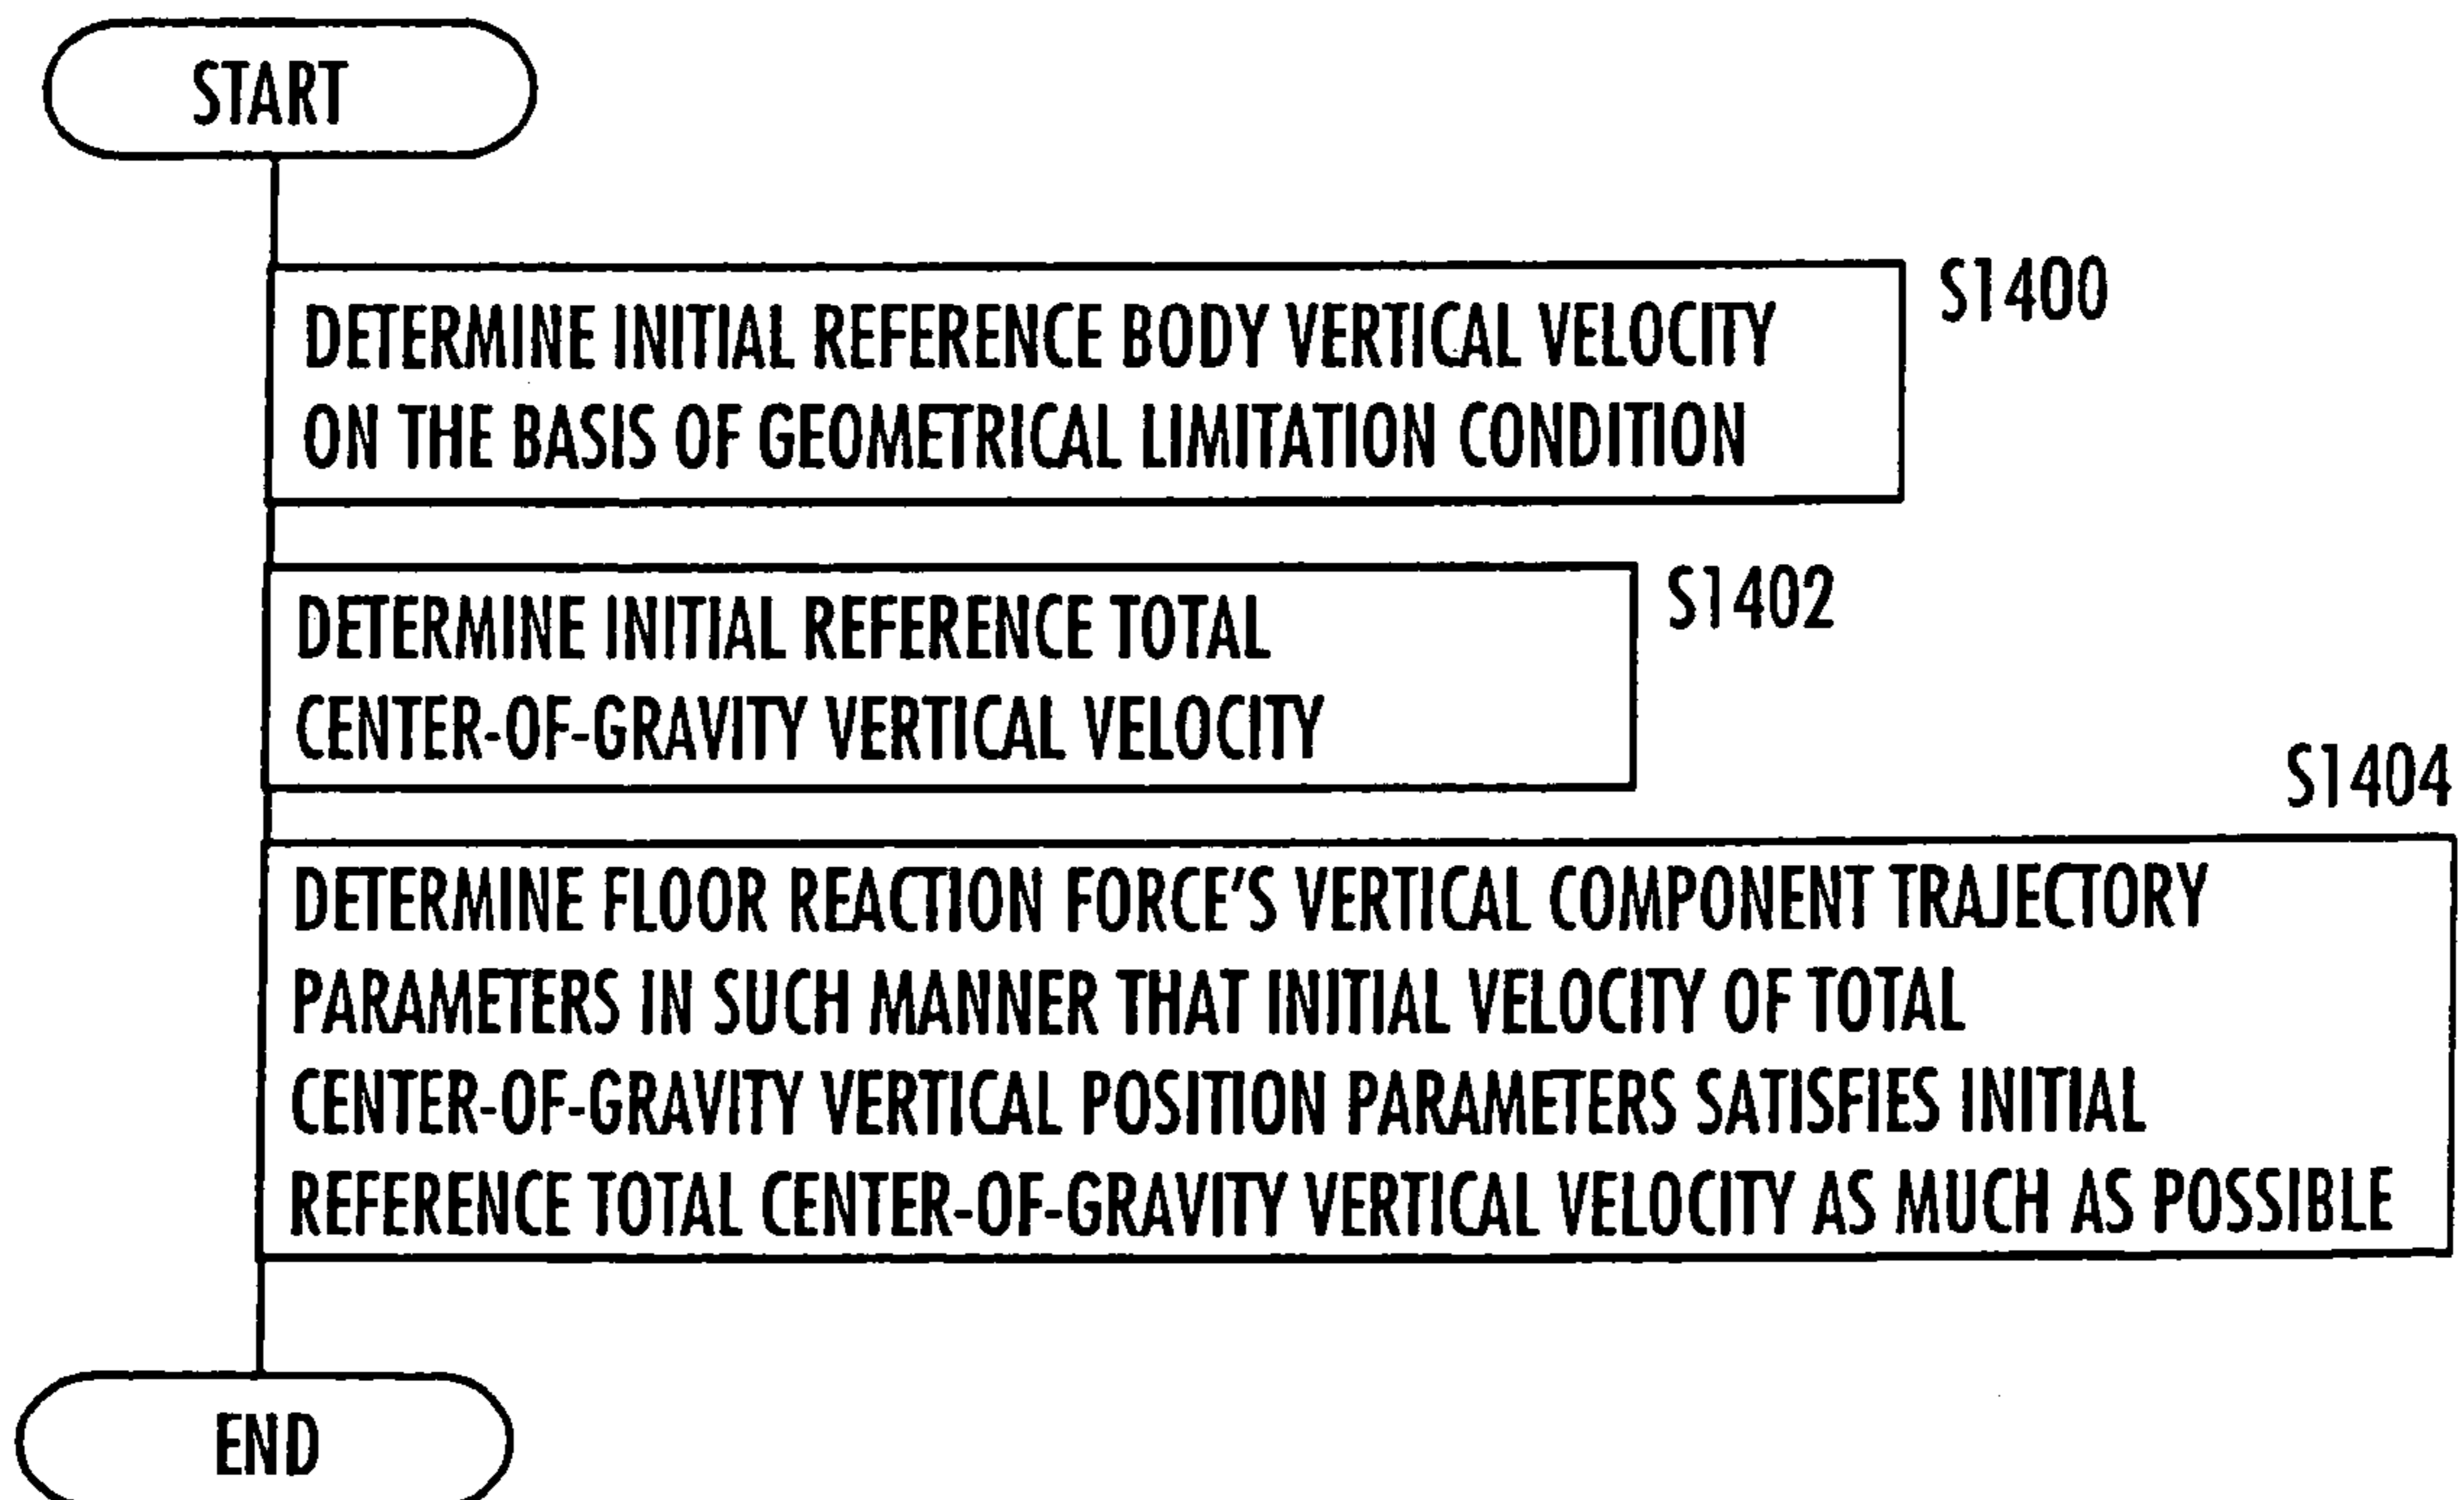 START
S1400
DETERMINE INITIAL REFERENCE BODY VERTICAL VELOCITY
ON THE BASIS OF GEOMETRICAL LIMITATION CONDITION
S1402
DETERMINE INITIAL REFERENCE TOTAL
CENTER-OF-GRAVITY VERTICAL VELOCITY
S1404
DETERMINE FLOOR REACTION FORCE'S VERTICAL COMPONENT TRAJECTORY
PARAMETERS IN SUCH MANNER THAT INITIAL VELOCITY OF TOTAL
CENTER-OF-GRAVITY VERTICAL POSITION PARAMETERS SATISFIES INITIAL
REFERENCE TOTAL CENTER-OF-GRAVITY VERTICAL VELOCITY AS MUCH AS POSSIBLE
END